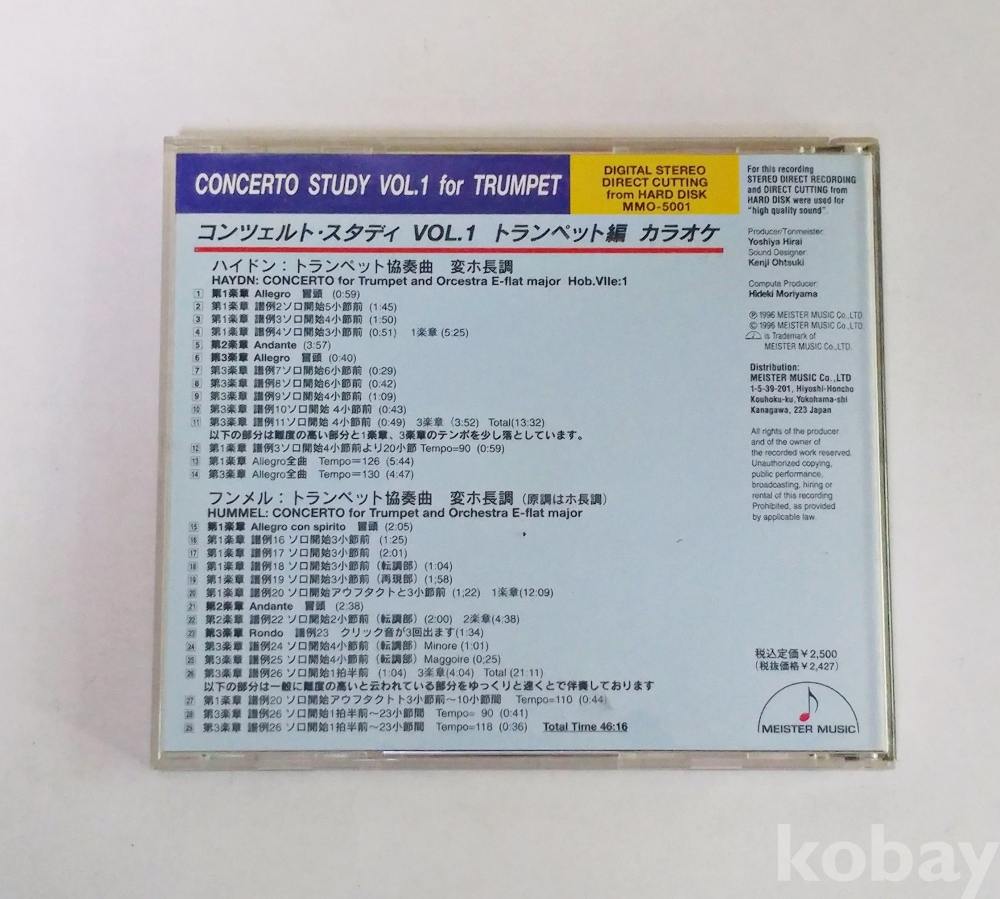 CONCERTO STUDY VOL.1 for TRUMPET
DIGITAL STEREO
DIRECT CUTTING
from HARD DISK
MMO-5001
コンツェルト・スタディ VOL.1 トランペット編 カラオケ
ハイドン：トランペット協奏曲 変ホ長調
HAYDN: CONCERTO for Trumpet and Orcestra E-flat major Hob.VIIe:1
1 第1楽章 Allegro 冒頭 (0:59)
2 第1楽章 譜例2ソロ開始5小節前 (1:45)
3 第1楽章 譜例3ソロ開始4小節前 (1:50)
4 第1楽章 譜例4ソロ開始3小節前 (0:51) 1楽章 (5:25)
5 第2楽章 Andante (3:57)
6 第3楽章 Allegro 冒頭 (0:40)
7 第3楽章 譜例7ソロ開始6小節前 (0:29)
8 第3楽章 譜例8ソロ開始6小節前 (0:42)
9 第3楽章 譜例9ソロ開始4小節前 (1:09)
10 第3楽章 譜例10ソロ開始 4小節前 (0:43)
11 第3楽章 譜例11ソロ開始 4小節前 (0:49) 3楽章 (3:52) Total(13:32)
以下の部分は難度の高い部分と1楽章、3楽章のテンポを少し落としています。
12 第1楽章 譜例3ソロ開始4小節前より20小節 Tempo=90 (0:59)
13 第1楽章 Allegro全曲 Tempo=126 (5:44)
14 第3楽章 Allegro全曲 Tempo=130 (4:47)
フンメル：トランペット協奏曲 変ホ長調 (原調はホ長調)
HUMMEL: CONCERTO for Trumpet and Orchestra E-flat major
15 第1楽章 Allegro con spirito 冒頭 (2:05)
16 第1楽章 譜例16 ソロ開始3小節前 (1:25)
17 第1楽章 譜例17 ソロ開始3小節前 (2:01)
18 第1楽章 譜例18 ソロ開始3小節前 (転調部) (1:04)
19 第1楽章 譜例19 ソロ開始3小節前 (再現部) (1;58)
20 第1楽章 譜例20 ソロ開始アウフタクトと3小節前 (1;22) 1楽章(12:09)
21 第2楽章 Andante 冒頭 (2:38)
22 第2楽章 譜例22 ソロ開始2小節前 (転調部) (2:00) 2楽章(4:38)
23 第3楽章 Rondo 譜例23 クリック音が3回出ます(1:34)
24 第3楽章 譜例24 ソロ開始4小節前 (転調部) Minore (1:01)
25 第3楽章 譜例25 ソロ開始4小節前 (転調部) Maggoire (0;25)
26 第3楽章 譜例26 ソロ開始1拍半前 (1:04) 3楽章(4:04) Total (21:11)
以下の部分は一般に難度の高いと云われている部分をゆっくりと速くとで伴奏しております
27 第1楽章 譜例20 ソロ開始アウフタクトト3小節前〜10小節間 Tempo=110 (0:44)
28 第3楽章 譜例26 ソロ開始1拍半前〜23小節間 Tempo= 90 (0:41)
29 第3楽章 譜例26 ソロ開始1拍半前〜23小節間 Tempo=118 (0:36) Total Time 46:16
For this recording
STEREO DIRECT RECORDING
and DIRECT CUTTING from
HARD DISK were used for
"high quality sound".
Producer/Tonmeister:
Yoshiya Hirai
Sound Designer:
Kenji Ohtsuki
Compute Producer:
Hideki Moriyama
Ⓟ 1996 MEISTER MUSIC Co.,LTD
© 1996 MEISTER MUSIC Co.,LTD.
is Trademark of
MEISTER MUSIC Co.,LTD.
Distribution:
MEISTER MUSIC Co.,LTD
1-5-39-201, Hiyoshi-Honcho
Kouhoku-ku,Yokohama-shi
Kanagawa, 223 Japan
All rights of the producer
and of the owner of
the recorded work reserved.
Unauthorized copying,
public performance,
broadcasting, hiring or
rental of this recording
Prohibited, as provided
by applicable law.
税込定価￥2,500
(税抜価格￥2,427)
MEISTER MUSIC
kobay